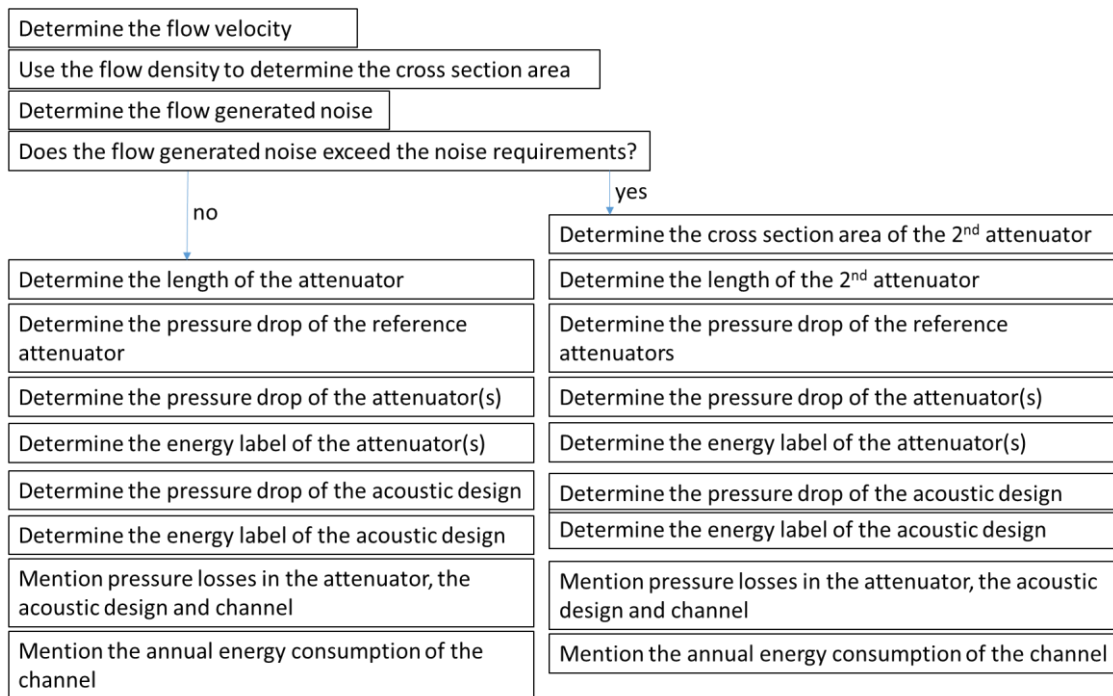 Determine the flow velocity
Use the flow density to determine the cross section area
Determine the flow generated noise
Does the flow generated noise exceed the noise requirements?
no
yes
Determine the length of the attenuator
Determine the pressure drop of the reference
attenuator
Determine the pressure drop of the attenuator(s)
Determine the energy label of the attenuator(s)
Determine the pressure drop of the acoustic design
Determine the energy label of the acoustic design
Mention pressure losses in the attenuator, the
acoustic design and channel
Mention the annual energy consumption of the
channel
Determine the cross section area of the 2nd attenuator
Determine the length of the 2nd attenuator
Determine the pressure drop of the reference
attenuators
Determine the pressure drop of the attenuator(s)
Determine the energy label of the attenuator(s)
Determine the pressure drop of the acoustic design
Determine the energy label of the acoustic design
Mention pressure losses in the attenuator, the acoustic
design and channel
Mention the annual energy consumption of the channel